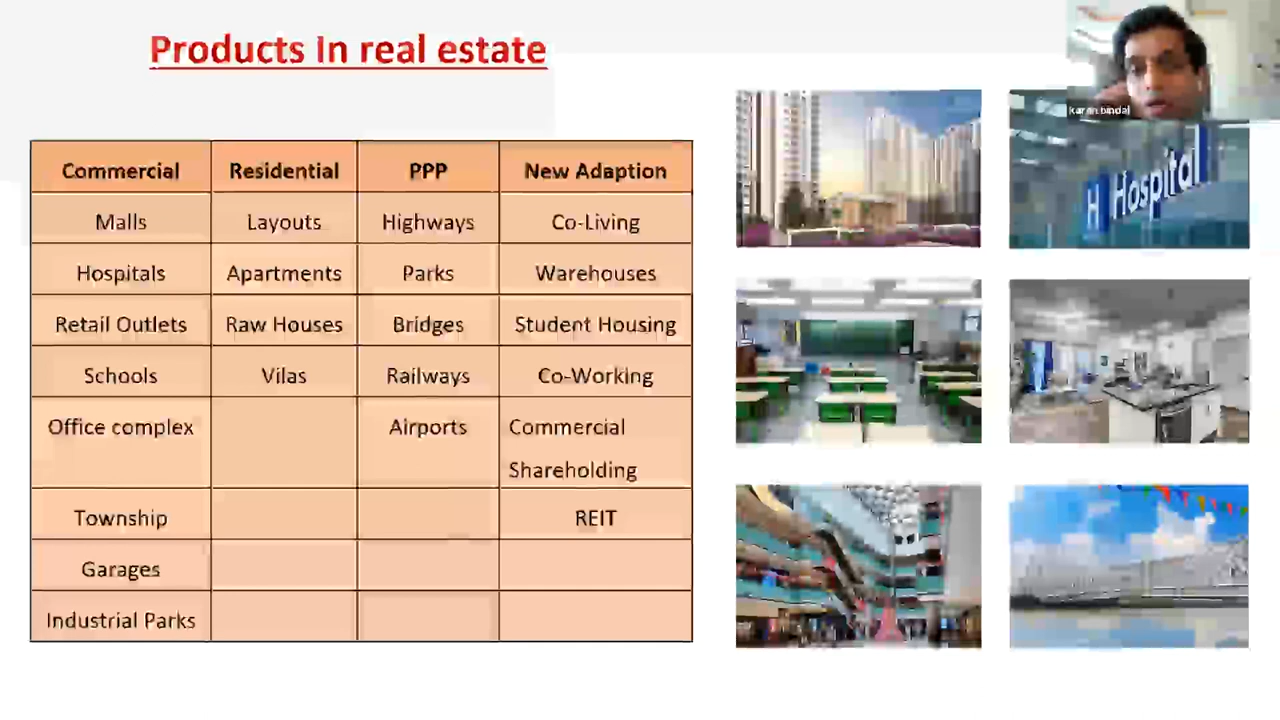 Products In real estate
karan.bindal
Commercial Residential PPP New Adaption
Malls Layouts Highways Co-Living
Hospitals Apartments Parks Warehouses
Retail Outlets Raw Houses Bridges Student Housing
Schools Vilas Railways Co-Working
Office complex Airports Commercial
Shareholding
Township REIT
Garages
Industrial Parks
H Hospital